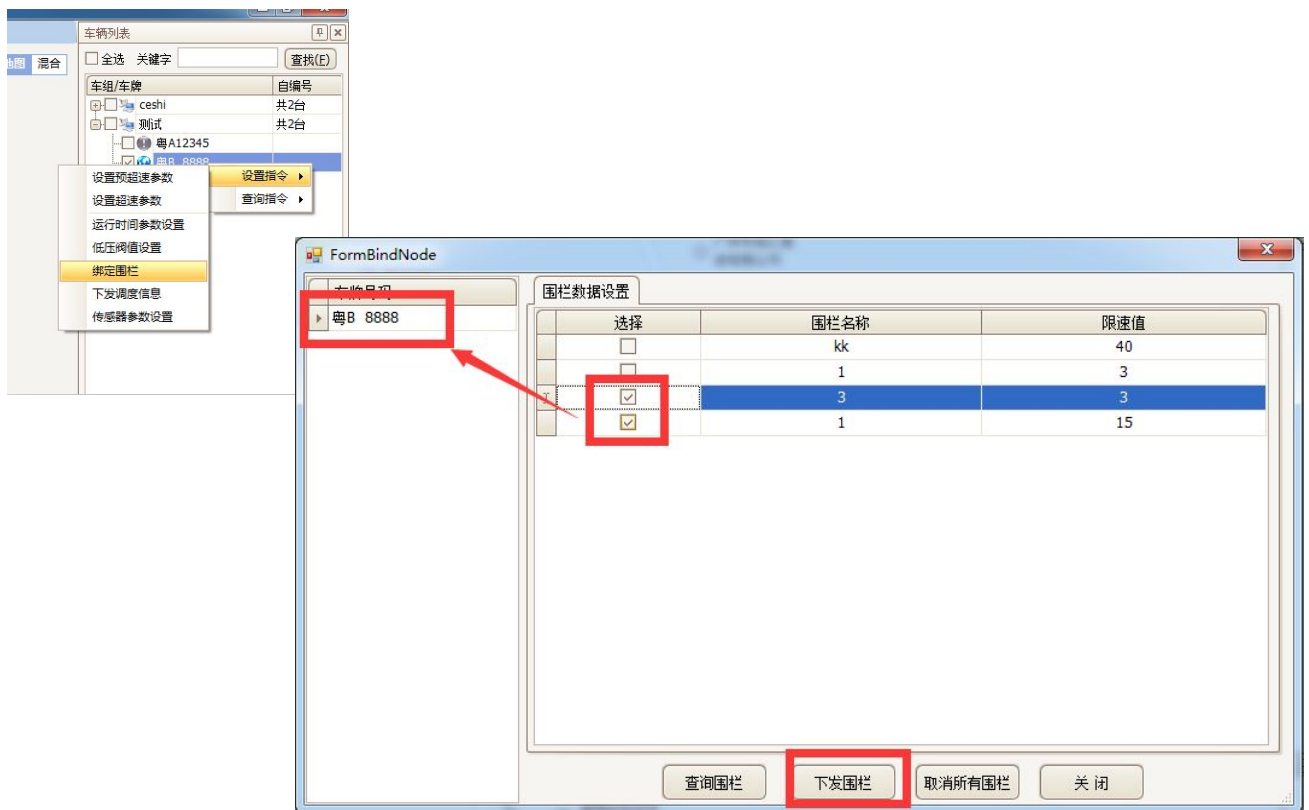 车辆列表
地图 混合
全选 关键字 查找(F)
车组/车牌 自编号
ceshi 共2台
测试 共2台
粤A12345
粤B 8888
设置指令
查询指令
设置预超速参数
设置超速参数
运行时间参数设置
低压阀值设置
绑定围栏
下发调度信息
传感器参数设置
FormBindNode
车牌号码
粤B 8888
围栏数据设置
选择 围栏名称 限速值
kk 40
1 3
3 3
1 15
查询围栏 下发围栏 取消所有围栏 关 闭